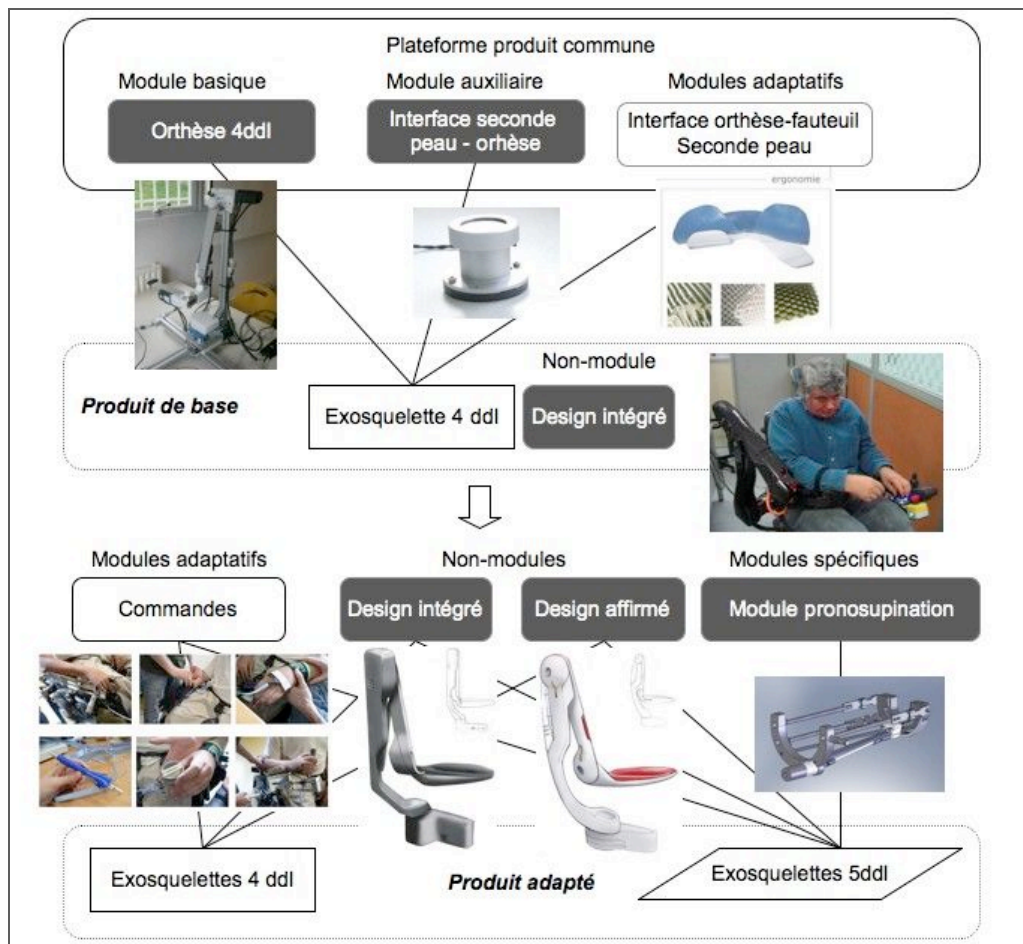 Plateforme produit commune
Module basique
Module auxiliaire
Modules adaptatifs
Orthèse 4ddl
Interface seconde
peau - orhèse
Interface orthèse-fauteuil
Seconde peau
ergonomie
Non-module
Produit de base
Exosquelette 4 ddl
Design intégré
Modules adaptatifs
Non-modules
Modules spécifiques
Commandes
Design intégré
Design affirmé
Module pronosupination
Exosquelettes 4 ddl
Produit adapté
Exosquelettes 5ddl